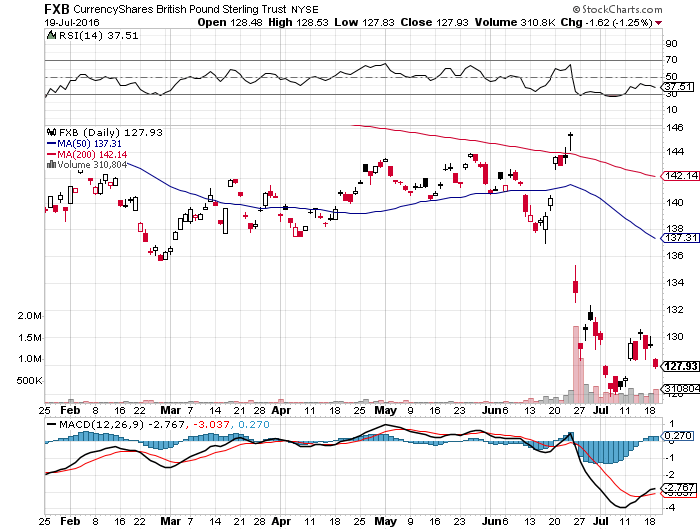 FXB CurrencyShares British Pound Sterling Trust NYSE © StockCharts.com
19-Jul-2016 Open 128.48 High 128.53 Low 127.83 Close 127.93 Volume 310.8K Chg -1.62 (-1.25%)
RSI(14) 37.51
90
70
50
37.51
30
10
FXB (Daily) 127.93
MA(50) 137.31
MA(200) 142.14
Volume 310,804
146
144
142.14
140
138
137.31
134
132
130
127.93
310804
2.0M
1.5M
1.0M
500K
25 Feb 8 16 22 Mar 7 14 21 28 Apr 11 18 25 May 9 16 23 Jun 6 13 20 27 Jul 11 18
MACD(12,26,9) -2.767, -3.037, 0.270
1
0.270
-1
-2
-2.767
-4
25 Feb 8 16 22 Mar 7 14 21 28 Apr 11 18 25 May 9 16 23 Jun 6 13 20 27 Jul 11 18